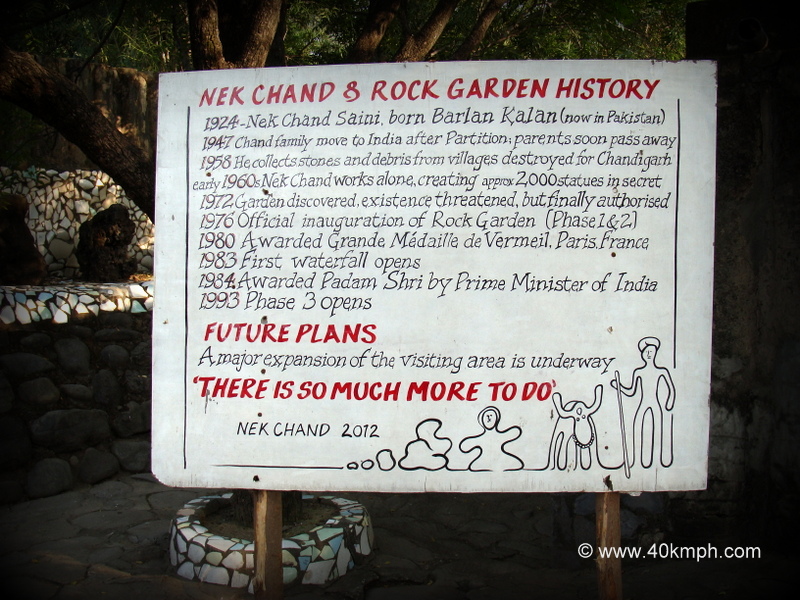 NEK CHAND & ROCK GARDEN HISTORY
1924-Nek Chand Saini, born Barlan Kalan (now in Pakistan)
1947 Chand family move to India after Partition; parents soon pass away
1958 He collects stones and debris from villages destroyed for Chandigarh
early 1960s Nek Chand works alone, creating approx 2,000 statues in secret
1972 Garden discovered, existence threatened, but finally authorised
1976 Official inauguration of Rock Garden (Phase 1 & 2)
1980 Awarded Grande Médaille de Vermeil, Paris, France
1983 First waterfall opens
1984 Awarded Padam Shri by Prime Minister of India
1993 Phase 3 opens
FUTURE PLANS
A major expansion of the visiting area is underway
'THERE IS SO MUCH MORE TO DO'
NEK CHAND 2012
© www.40kmph.com